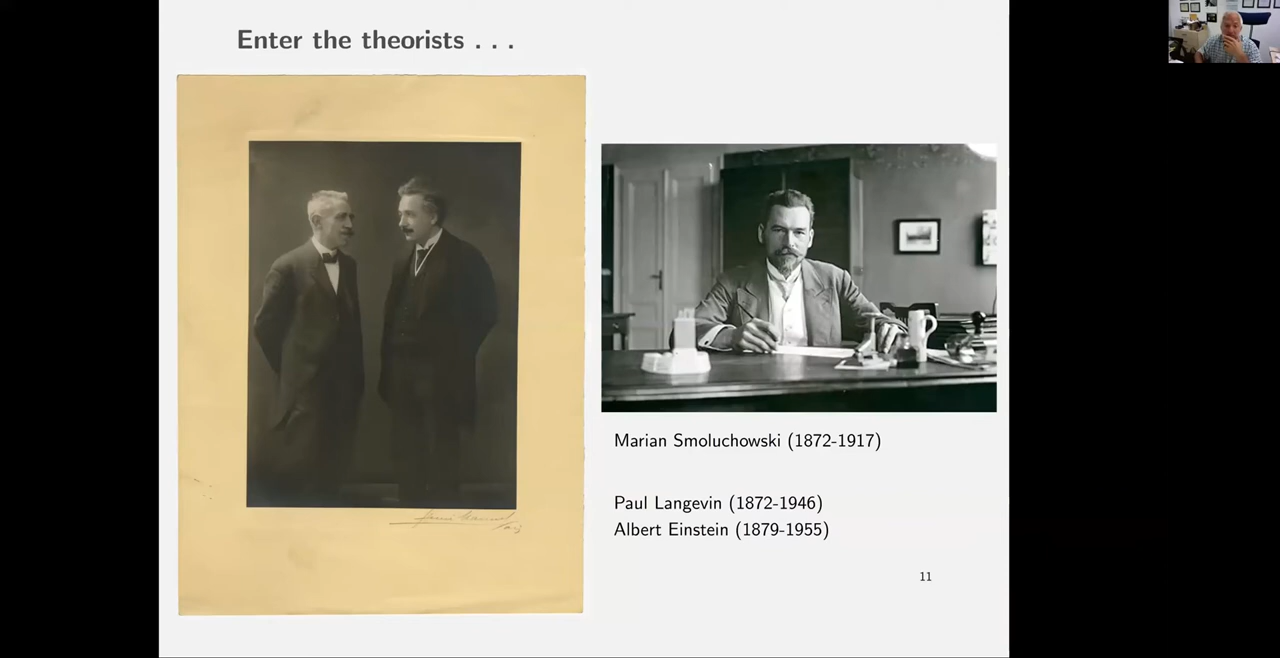 Enter the theorists . . .
Marian Smoluchowski (1872-1917)
Paul Langevin (1872-1946)
Albert Einstein (1879-1955)
11